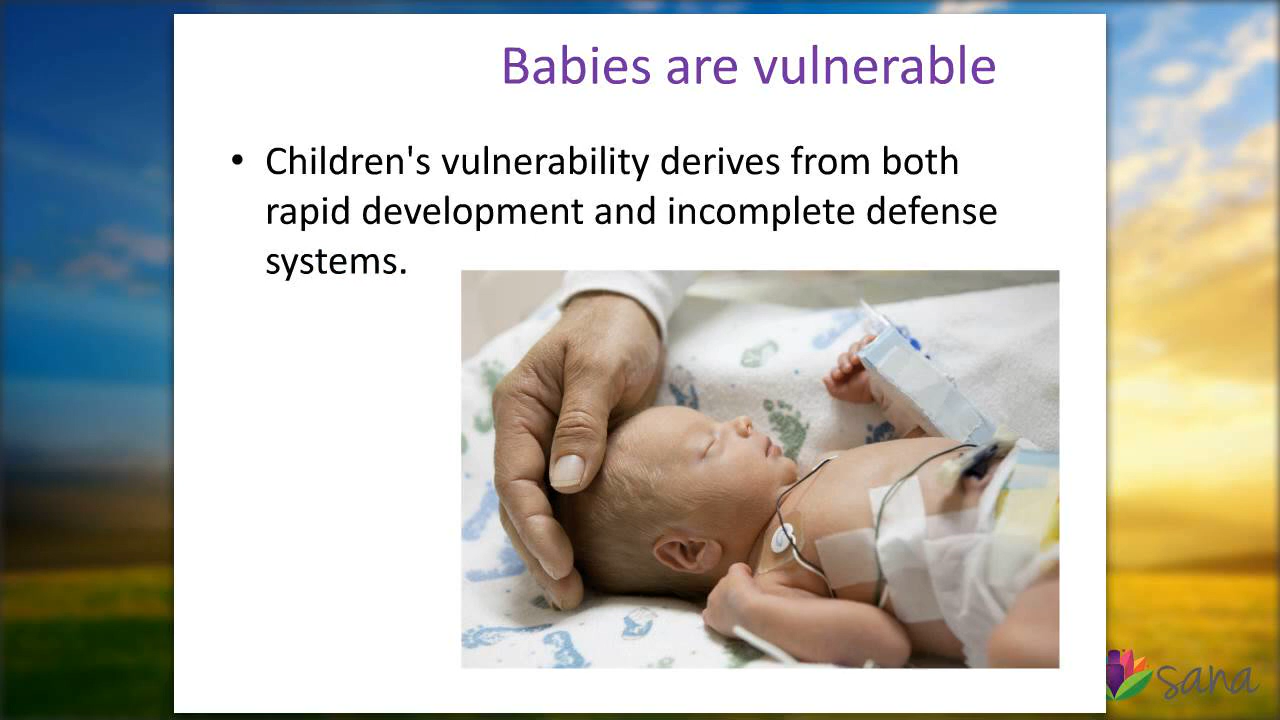 Babies are vulnerable
• Children's vulnerability derives from both
rapid development and incomplete defense
systems.
sana